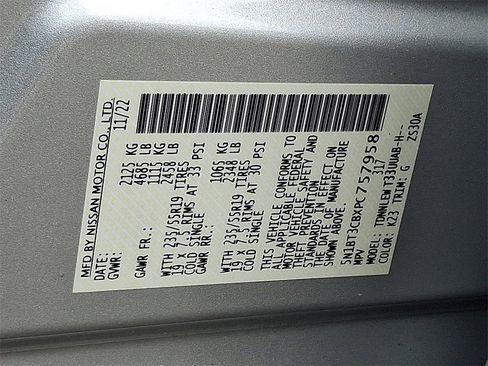 MFD BY NISSAN MOTOR CO., LTD.
DATE: 11/22
GVWR: 2125 KG
4685 LB
GAWR FR.: 1115 KG
2458 LB
WITH 235/55R19 TIRES
19 X 7.5 RIMS AT 33 PSI
COLD SINGLE
GAWR RR.: 1065 KG
2348 LB
WITH 235/55R19 TIRES
19 X 7.5 RIMS AT 30 PSI
COLD SINGLE
THIS VEHICLE CONFORMS TO
ALL APPLICABLE FEDERAL
MOTOR VEHICLE SAFETY AND
THEFT PREVENTION
STANDARDS IN EFFECT ON
THE DATE OF MANUFACTURE
SHOWN ABOVE.
5N1BT3CBXPC757958
MPV 317
MODEL: T33UUAB-H--
COLOR: K23 TRIM: G ZS30A